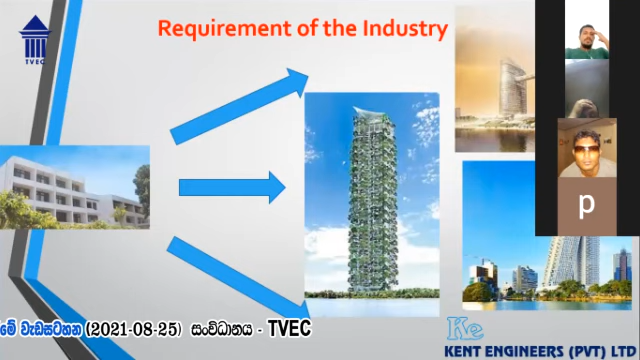 Requirement of the Industry
TVEC
p
මේ වැඩසටහන (2021-08-25) සංවිධානය - TVEC
Ke
KENT ENGINEERS (PVT) LTD